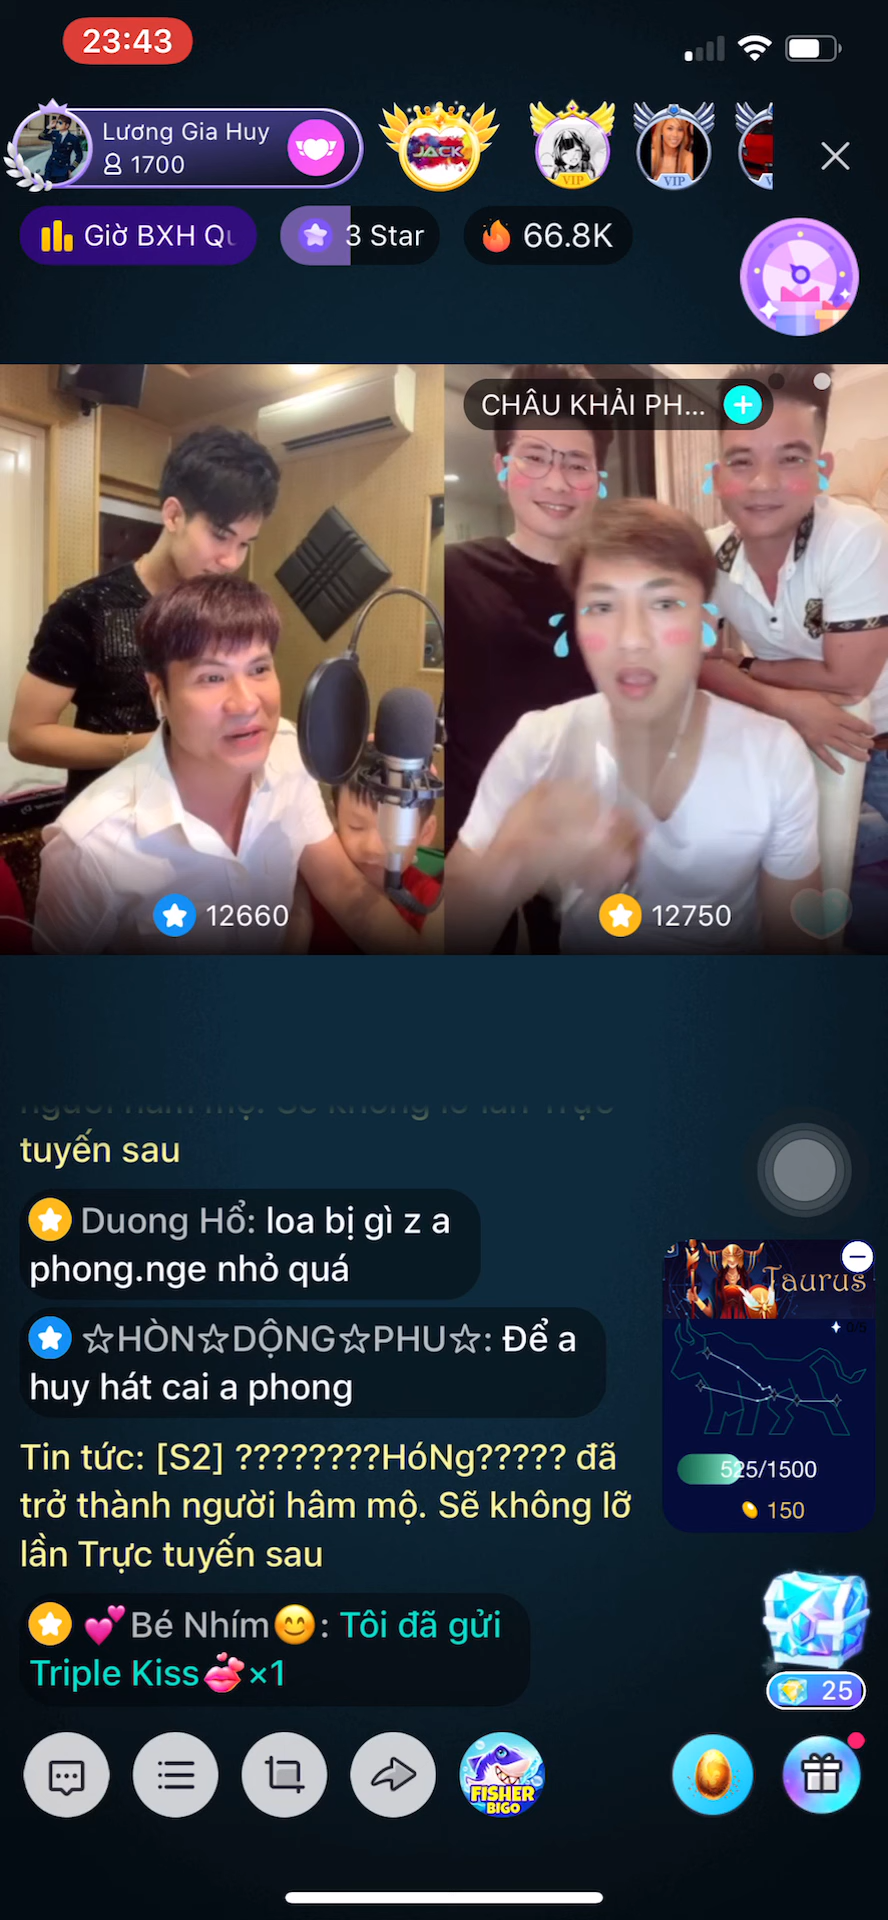 23:43
Lương Gia Huy
1700
JACK
VIP
VIP
Giờ BXH
3 Star
66.8K
CHÂU KHẢI PH...
12660
12750
tuyến sau
Duong Hổ: loa bị gì z a
phong.nge nhỏ quá
☆HÒN☆DỘNG☆PHU☆: Để a
huy hát cai a phong
Tin tức: [S2] ????????HóNg????? đã
trở thành người hâm mộ. Sẽ không lỡ
lần Trực tuyến sau
💕Bé Nhím😊: Tôi đã gửi
Triple Kiss💋×1
Taurus
0/5
525/1500
150
25
FISHER
BIGO